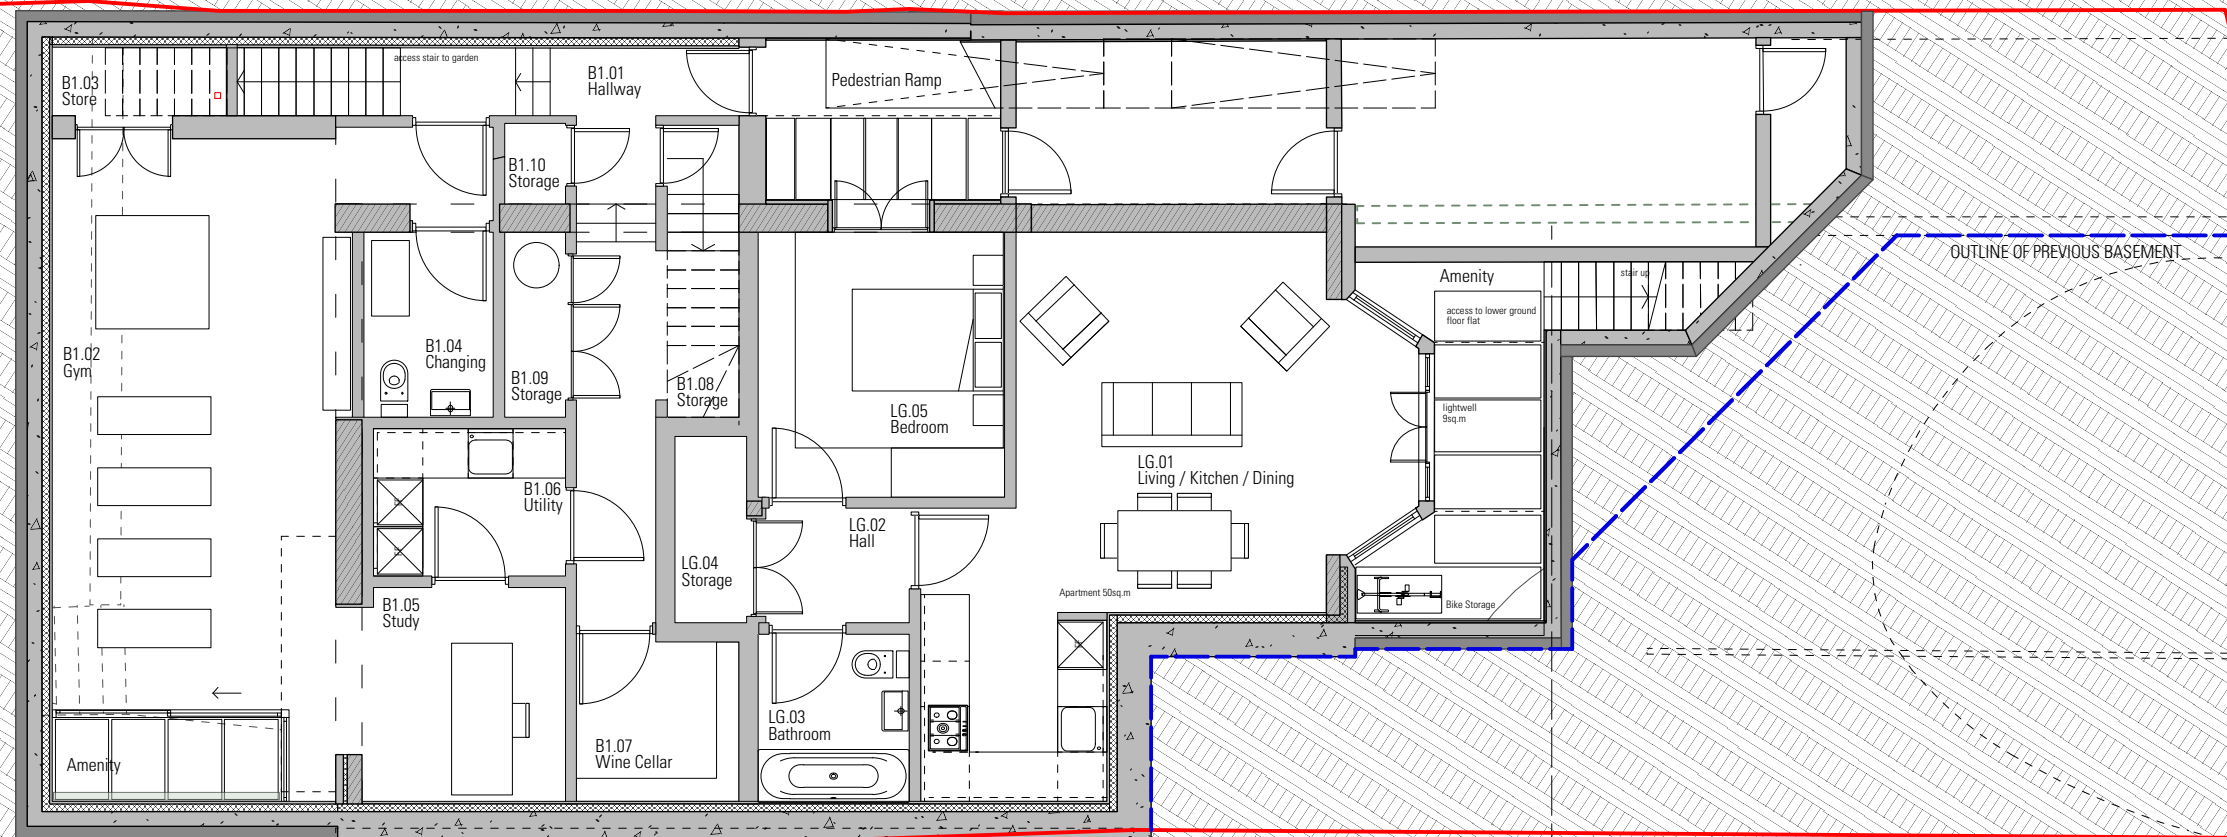 B1.03
Store
access stair to garden
B1.01
Hallway
Pedestrian Ramp
B1.10
Storage
OUTLINE OF PREVIOUS BASEMENT
Amenity
stair up
access to lower ground
floor flat
B1.02
Gym
B1.04
Changing
B1.09
Storage
B1.08
Storage
LG.05
Bedroom
lightwell
9sq.m
LG.01
Living / Kitchen / Dining
B1.06
Utility
LG.02
Hall
LG.04
Storage
Apartment 50sq.m
Bike Storage
B1.05
Study
LG.03
Bathroom
B1.07
Wine Cellar
Amenity